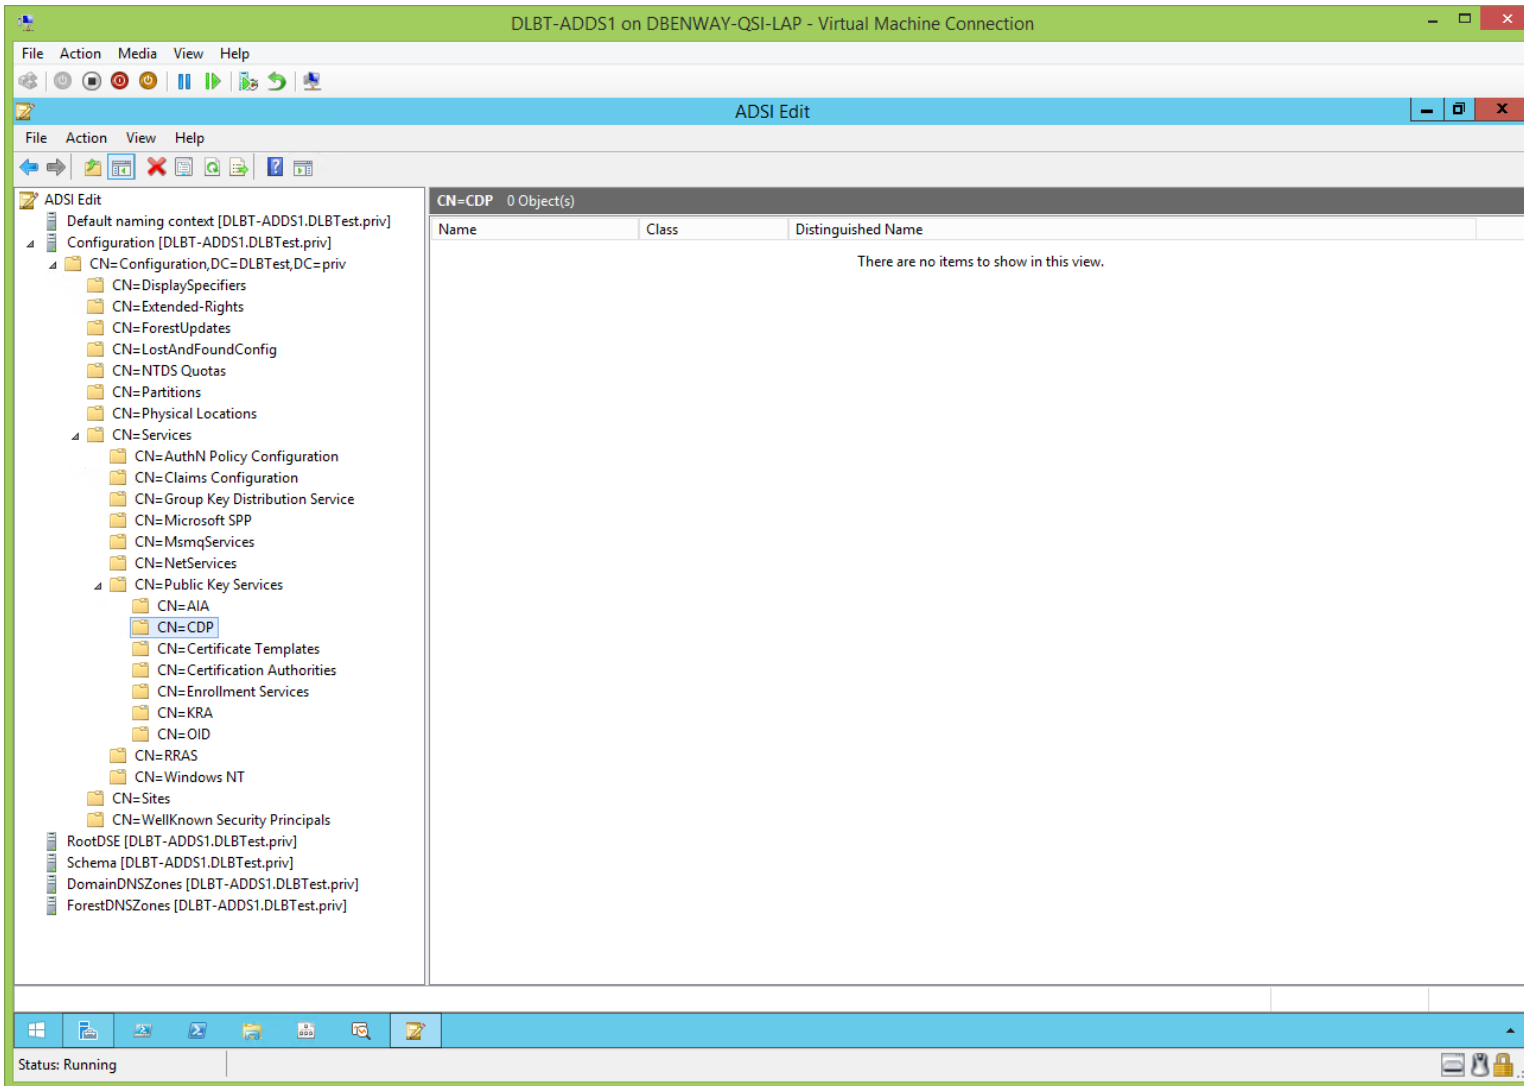 DLBT-ADDS1 on DBENWAY-QSI-LAP - Virtual Machine Connection
File Action Media View Help
ADSI Edit
File Action View Help
ADSI Edit
Default naming context [DLBT-ADDS1.DLBTest.priv]
Configuration [DLBT-ADDS1.DLBTest.priv]
CN=Configuration,DC=DLBTest,DC=priv
CN=DisplaySpecifiers
CN=Extended-Rights
CN=ForestUpdates
CN=LostAndFoundConfig
CN=NTDS Quotas
CN=Partitions
CN=Physical Locations
CN=Services
CN=AuthN Policy Configuration
CN=Claims Configuration
CN=Group Key Distribution Service
CN=Microsoft SPP
CN=MsmqServices
CN=NetServices
CN=Public Key Services
CN=AIA
CN=CDP
CN=Certificate Templates
CN=Certification Authorities
CN=Enrollment Services
CN=KRA
CN=OID
CN=RRAS
CN=Windows NT
CN=Sites
CN=WellKnown Security Principals
RootDSE [DLBT-ADDS1.DLBTest.priv]
Schema [DLBT-ADDS1.DLBTest.priv]
DomainDNSZones [DLBT-ADDS1.DLBTest.priv]
ForestDNSZones [DLBT-ADDS1.DLBTest.priv]
CN=CDP 0 Object(s)
Name Class Distinguished Name
There are no items to show in this view.
Status: Running